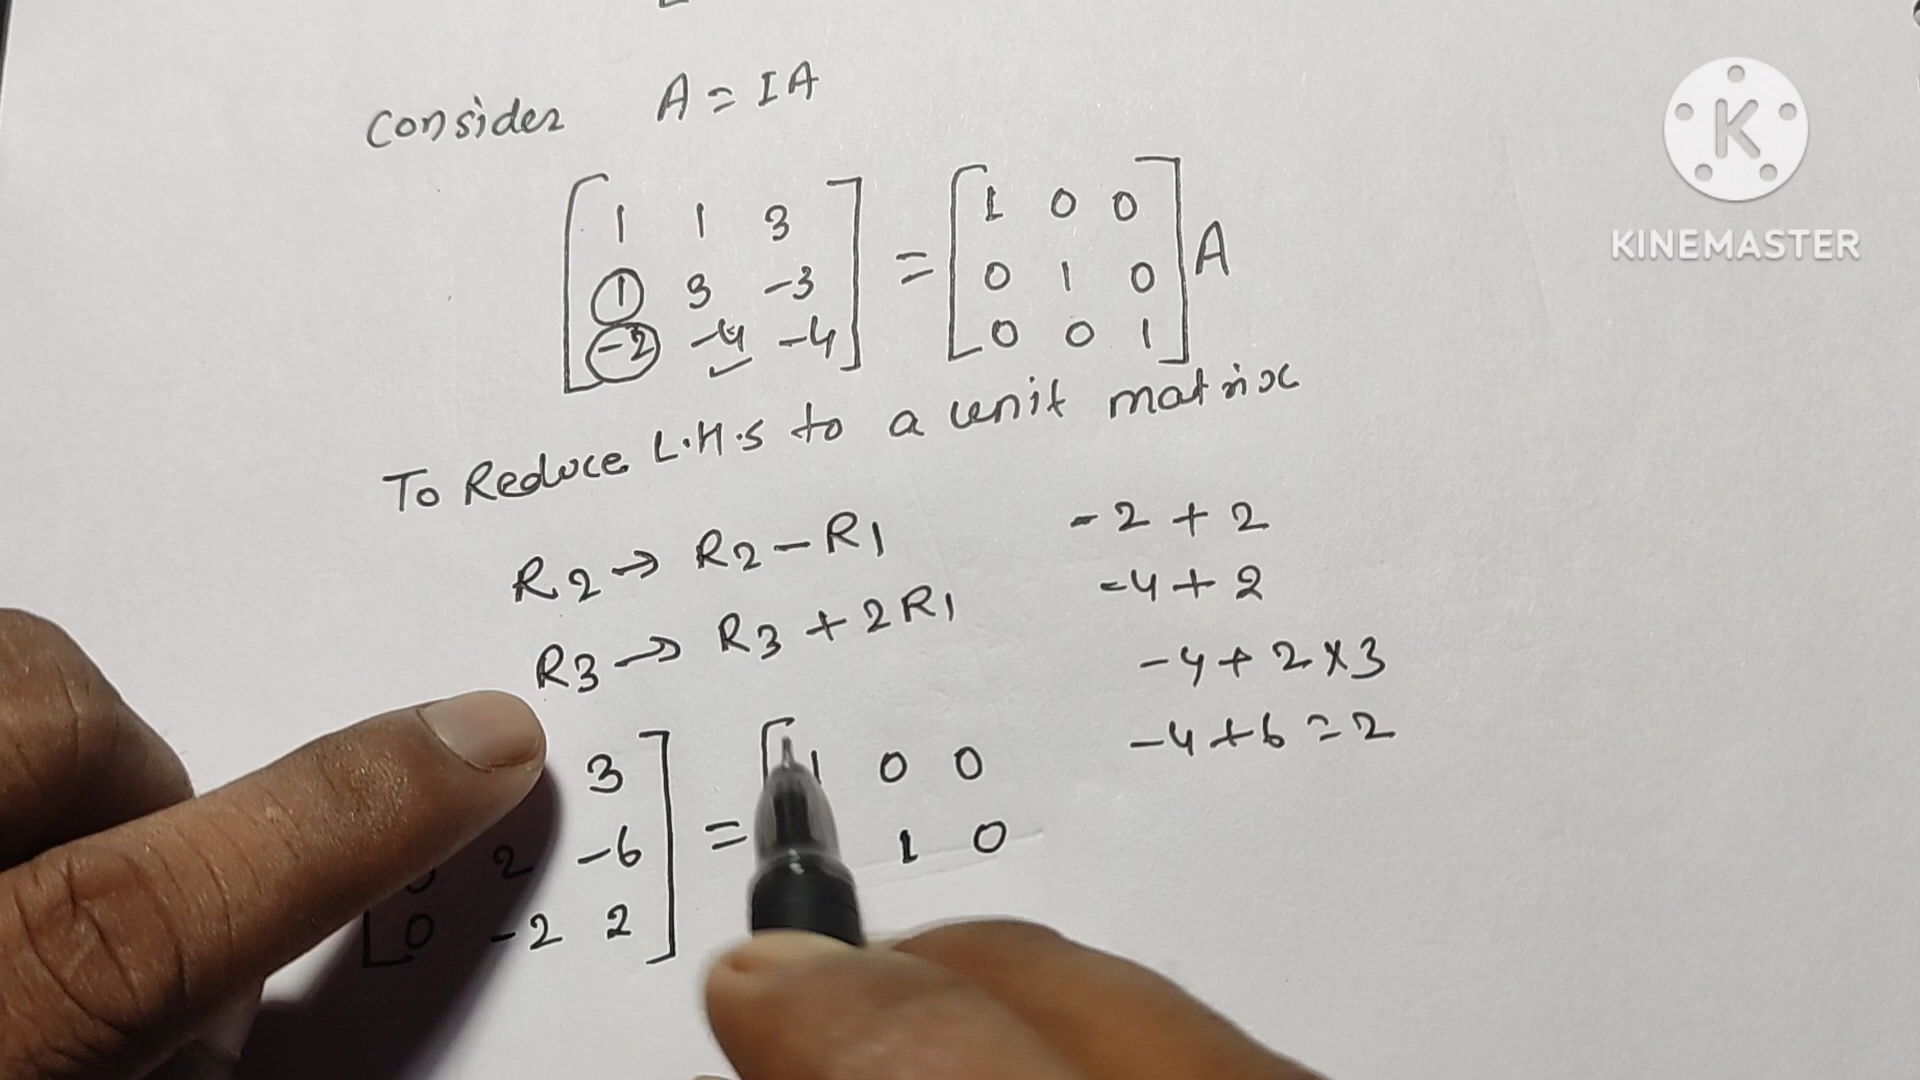 Consider A = IA
1 1 3 1 0 0
1 3 -3 = 0 1 0 A
-2 -4 -4 0 0 1
To Reduce L.H.S to a unit matrix
R2 → R2 - R1
R3 → R3 + 2R1
-2 + 2
-4 + 2
-4 + 2 × 3
-4 + 6 = 2
3 1 0 0
2 -6 = 1 0
0 -2 2
K
KINEMASTER